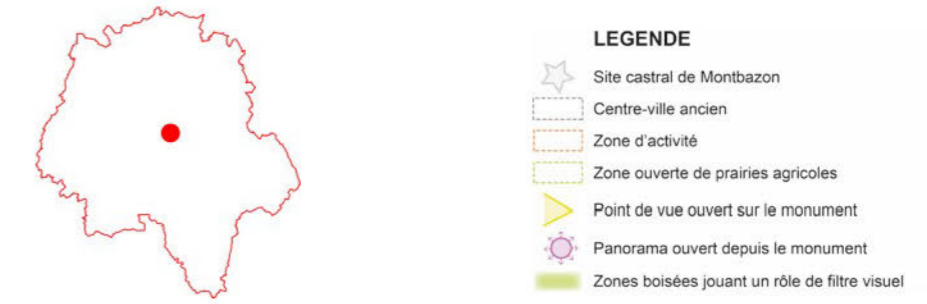 LEGENDE
Site castral de Montbazon
Centre-ville ancien
Zone d'activité
Zone ouverte de prairies agricoles
Point de vue ouvert sur le monument
Panorama ouvert depuis le monument
Zones boisées jouant un rôle de filtre visuel